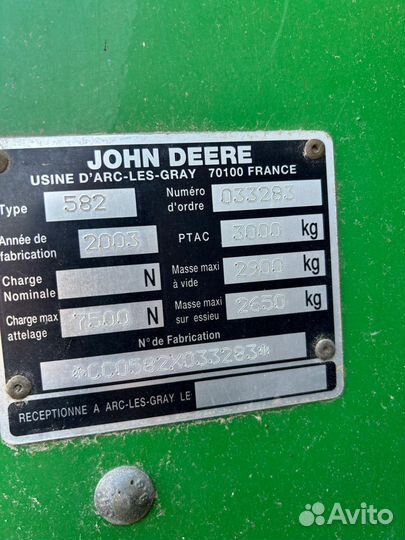 JOHN DEERE
USINE D'ARC-LES-GRAY 70100 FRANCE
Type 582 Numéro d'ordre 033283
Année de fabrication 2003 PTAC 3000 kg
Charge Nominale N Masse maxi à vide 2900 kg
Charge max attelage 7500 N Masse maxi sur essieu 2650 kg
N° de Fabrication
*CC0582X033283*
RECEPTIONNE A ARC-LES-GRAY LE
Avito